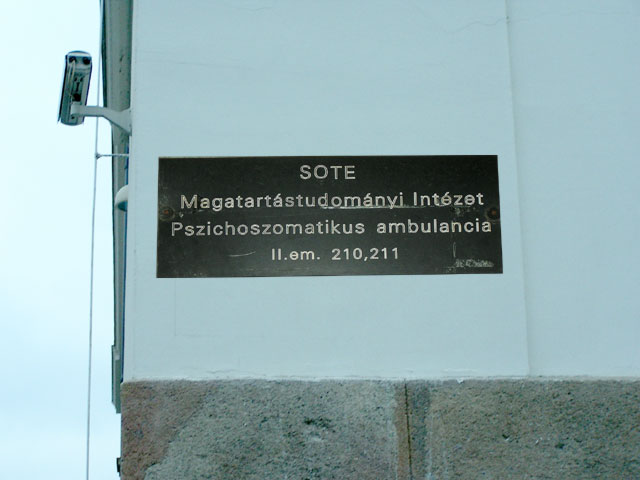 SOTE
Magatartástudományi Intézet
Pszichoszomatikus ambulancia
II.em. 210,211